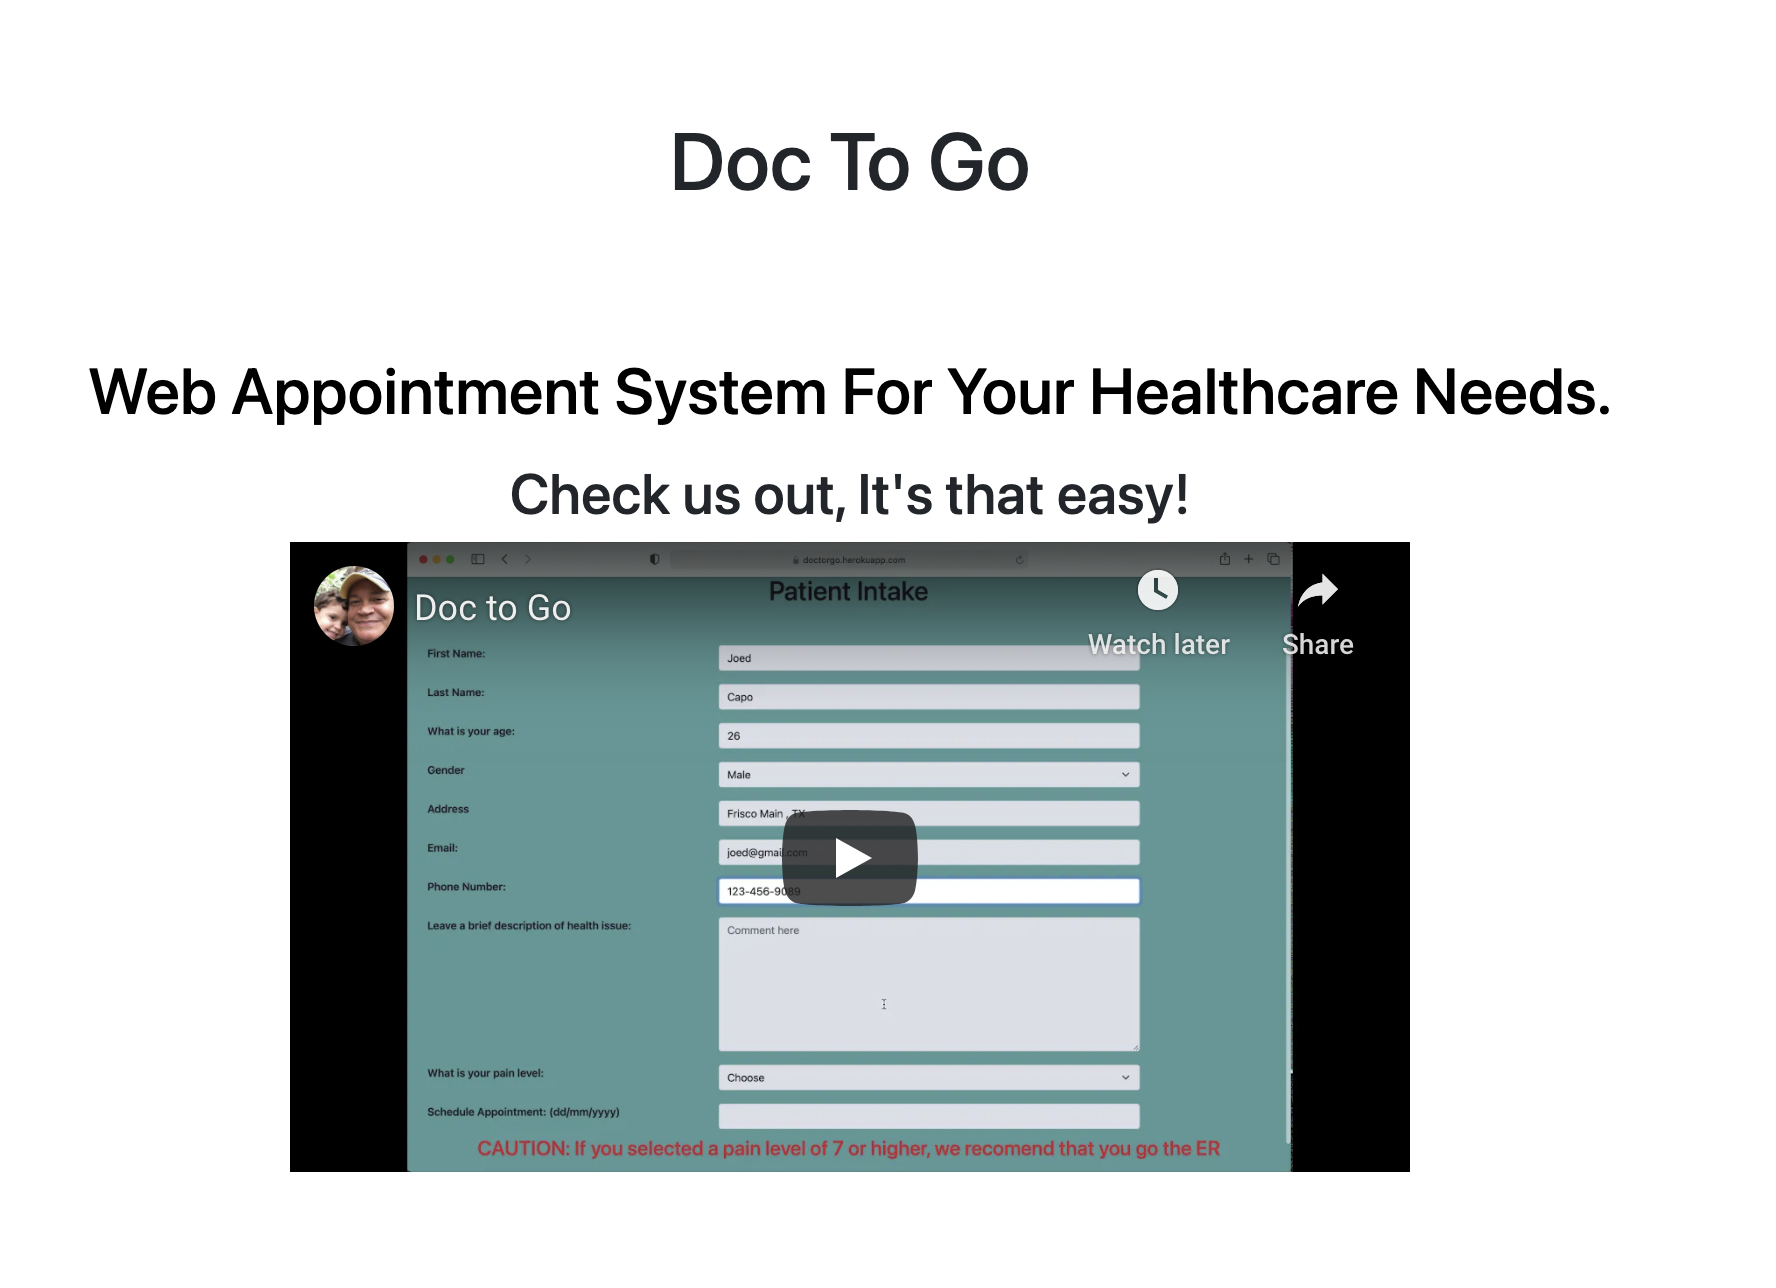 Doc To Go
Web Appointment System For Your Healthcare Needs.
Check us out, It's that easy!
doctorgo.herokuapp.com
Patient Intake
Doc to Go
Watch later
Share
First Name:
Joed
Last Name:
Capo
What is your age:
26
Gender
Male
Address
Frisco Main , TX
Email:
joed@gmail.com
Phone Number:
123-456-9089
Leave a brief description of health issue:
Comment here
What is your pain level:
Choose
Schedule Appointment: (dd/mm/yyyy)
CAUTION: If you selected a pain level of 7 or higher, we recomend that you go the ER